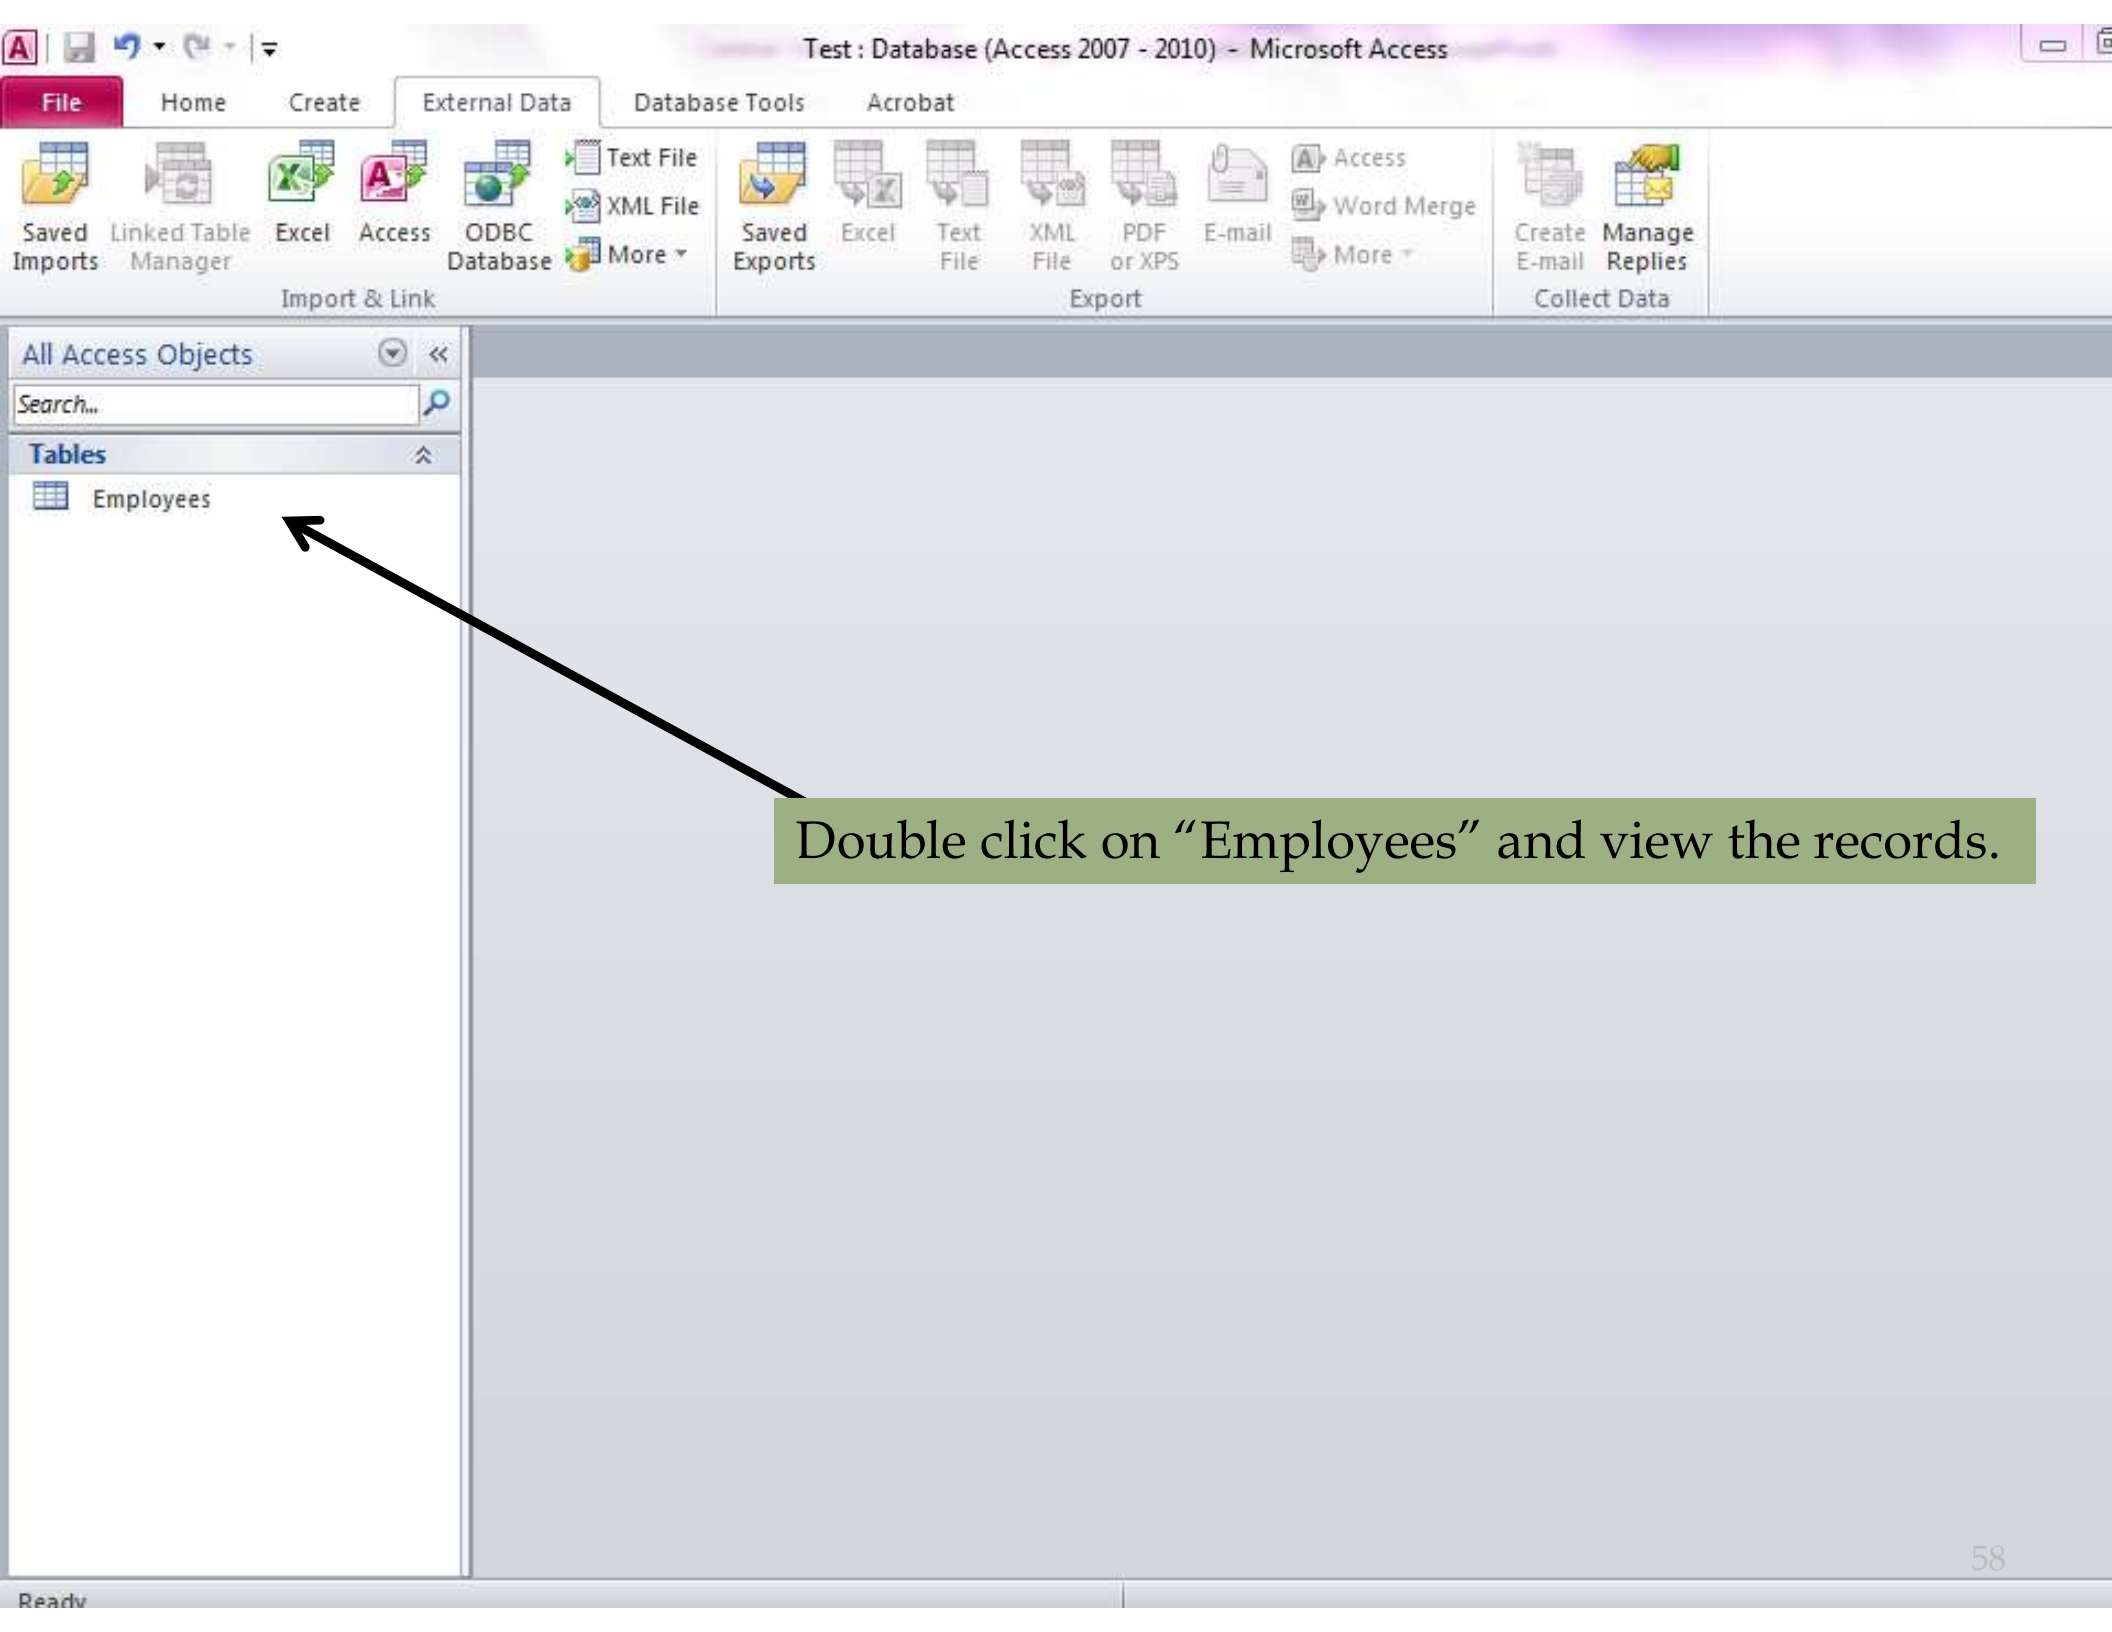 A
Test : Database (Access 2007 - 2010) - Microsoft Access
File Home Create External Data Database Tools Acrobat
Saved Imports
Linked Table Manager
Excel
Access
ODBC Database
Text File
XML File
More
Import & Link
Saved Exports
Excel
Text File
XML File
PDF or XPS
E-mail
Access
Word Merge
More
Export
Create E-mail
Manage Replies
Collect Data
All Access Objects
Search...
Tables
Employees
Double click on “Employees” and view the records.
58
Ready